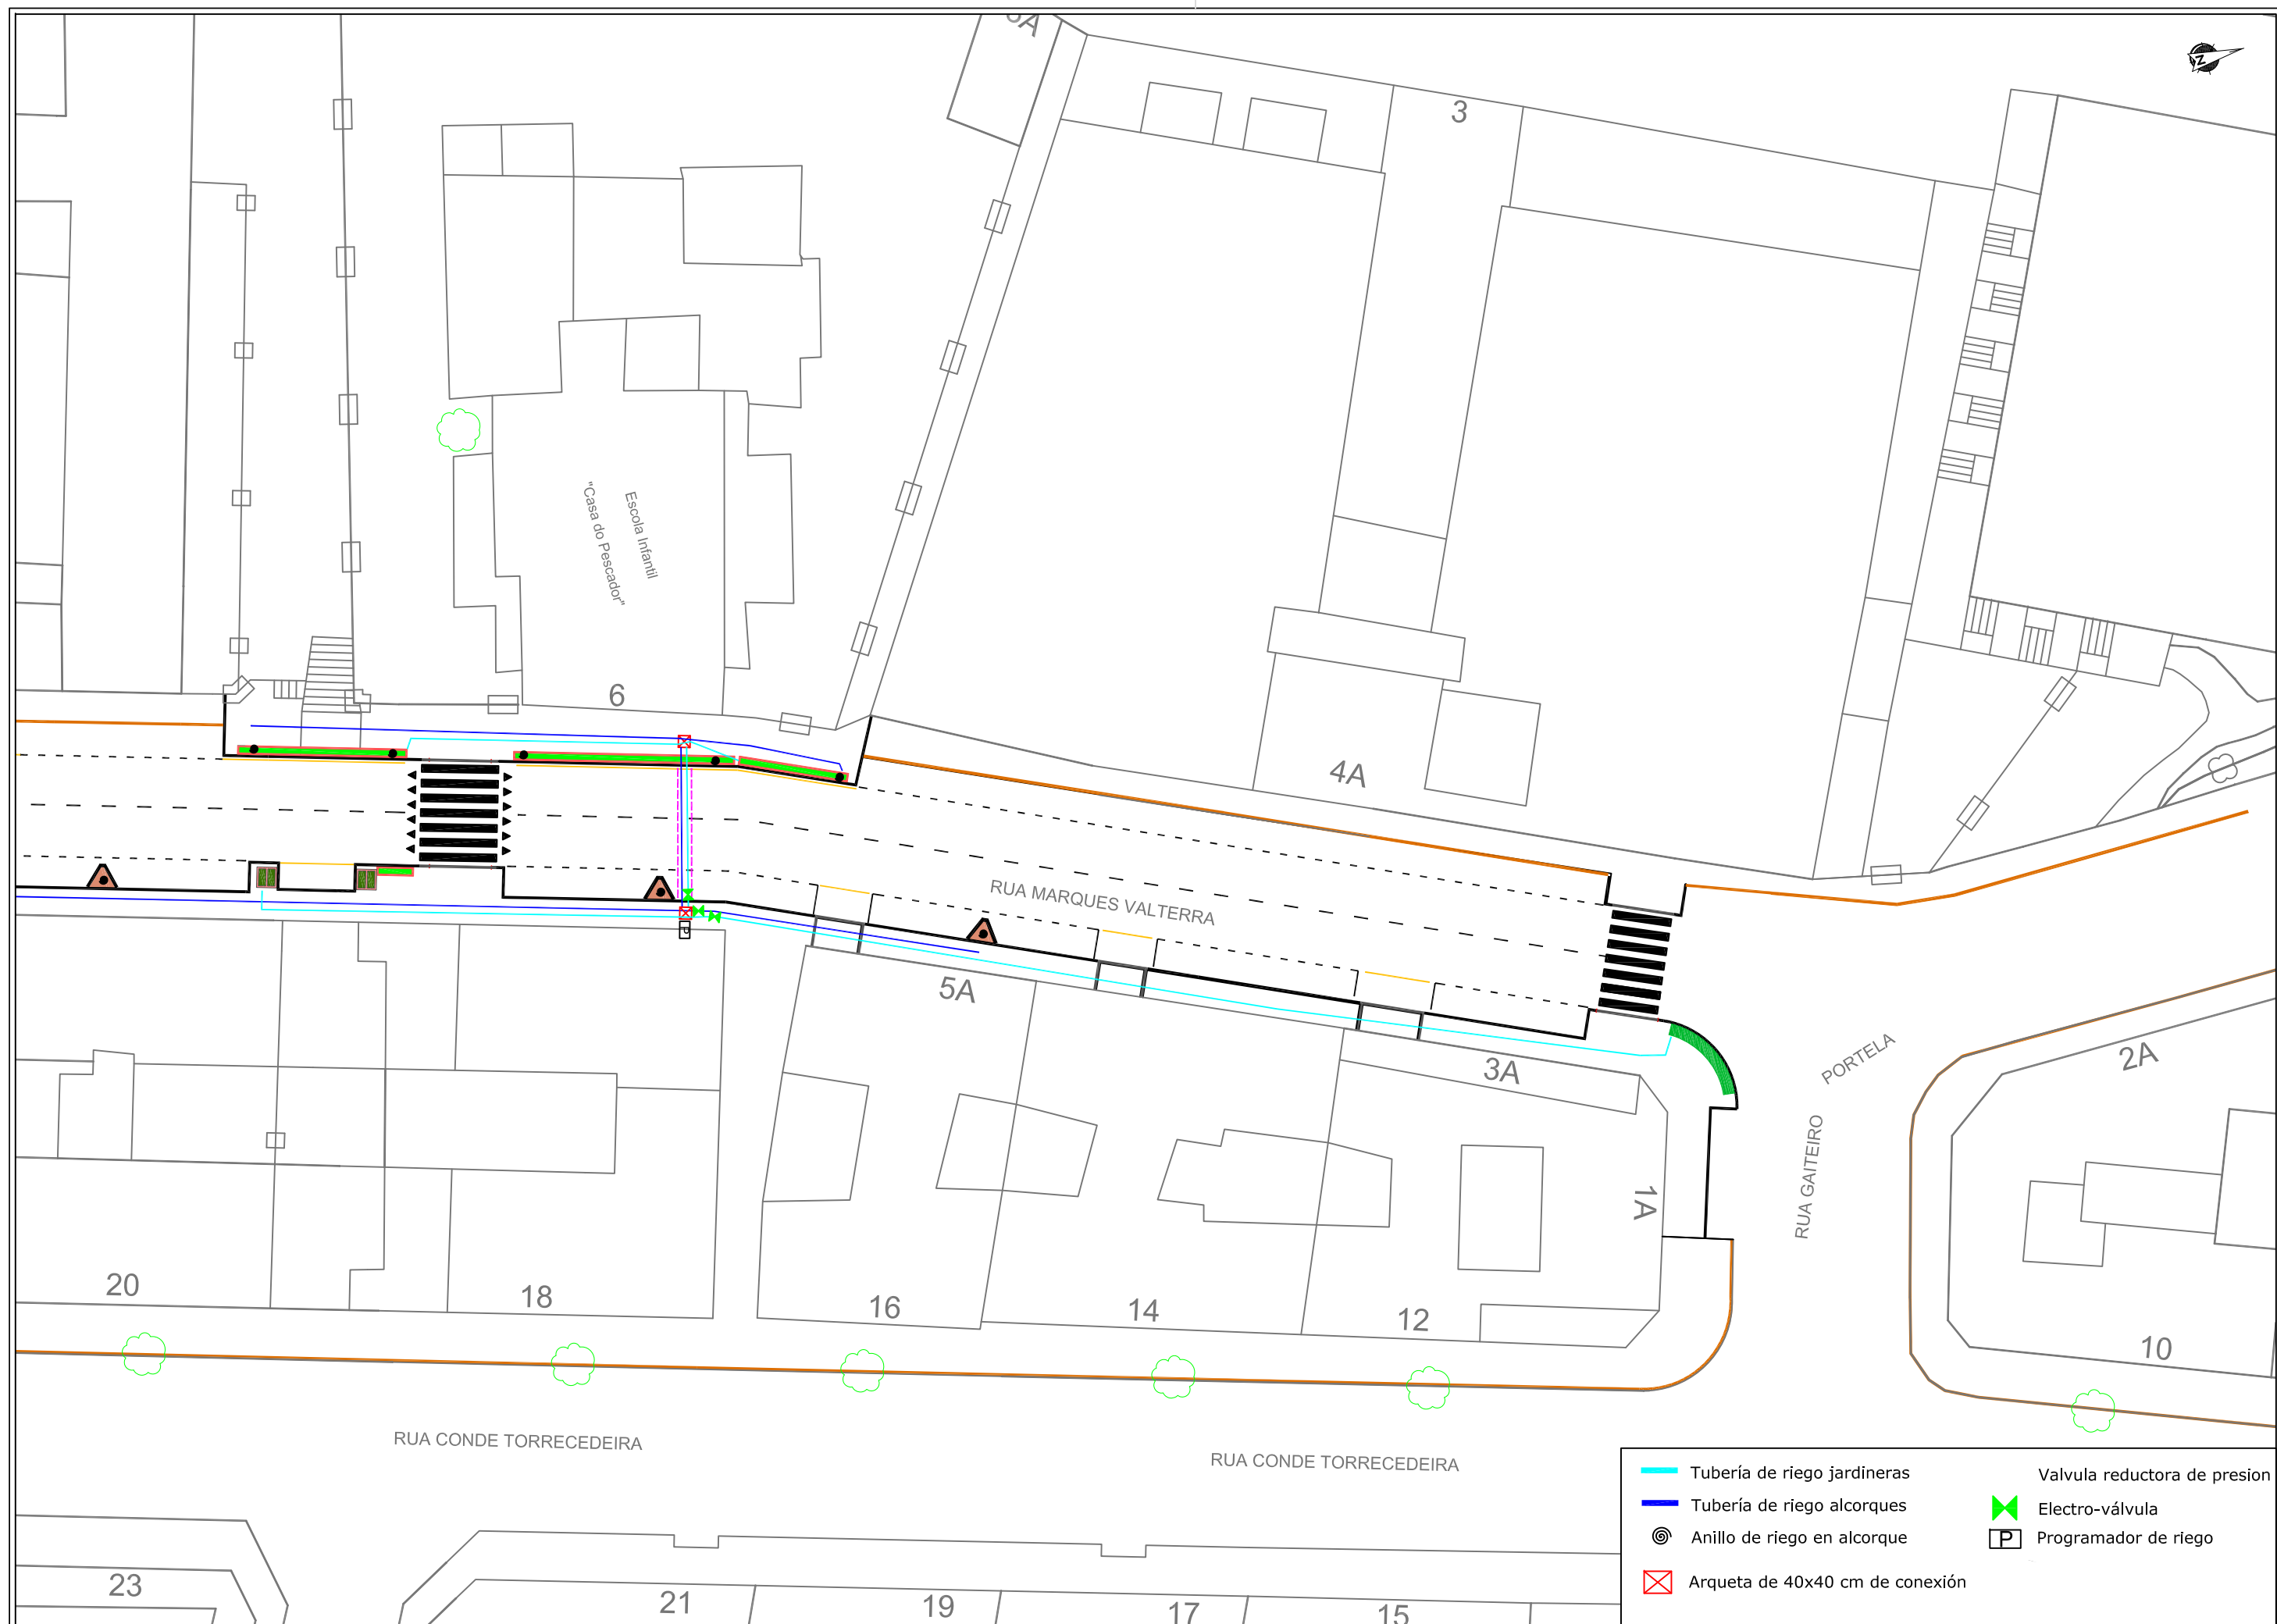 N
3
"Casa do Pescador"
Escola Infantil
6
4A
RUA MARQUES VALTERRA
P
5A
3A
PORTELA
2A
RUA GAITEIRO
1A
20
18
16
14
12
10
RUA CONDE TORRECEDEIRA
RUA CONDE TORRECEDEIRA
Tubería de riego jardineras
Valvula reductora de presion
Tubería de riego alcorques
Electro-válvula
Anillo de riego en alcorque
P Programador de riego
Arqueta de 40x40 cm de conexión
23
21
19
17
15